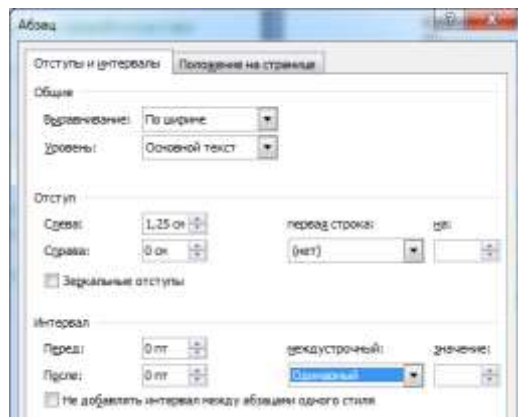 Абзац
Отступы и интервалы Положение на странице
Общие
Выравнивание: По ширине
Уровень: Основной текст
Отступ
Слева: 1,25 см первая строка: на:
Справа: 0 см (нет)
Зеркальные отступы
Интервал
Перед: 0 пт междустрочный: значение:
После: 0 пт Одинарный
Не добавлять интервал между абзацами одного стиля